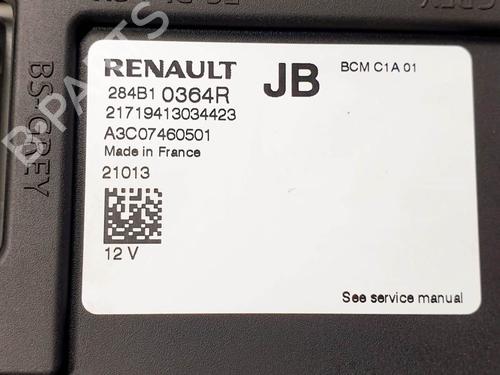 RENAULT JB BCM C1A 01
284B1 0364R
21719413034423
A3C07460501
Made in France
21013
12 V
See service manual
BS-GREY
B-PARTS